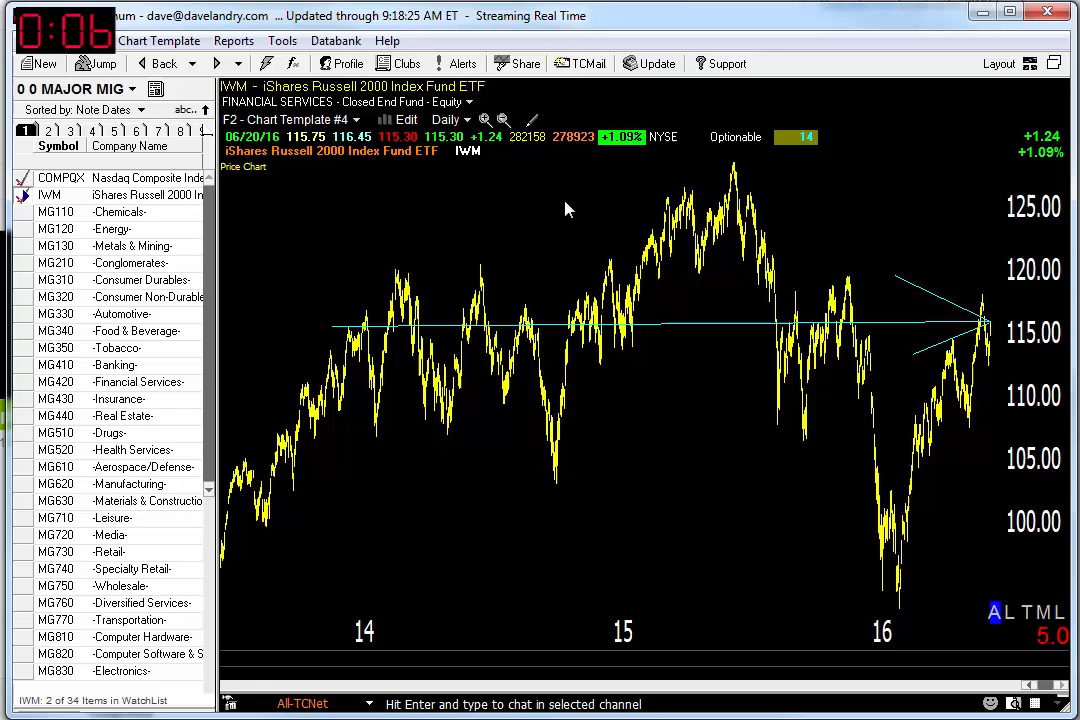 0:06
num - dave@davelandry.com ... Updated through 9:18:25 AM ET - Streaming Real Time
Chart Template Reports Tools Databank Help
New Jump Back Profile Clubs Alerts Share TCMail Update Support Layout
0 0 MAJOR MIG
Sorted by: Note Dates abc..
1 2 3 4 5 6 7 8
Symbol Company Name
COMPQX Nasdaq Composite Inde
IWM iShares Russell 2000 In
MG110 -Chemicals-
MG120 -Energy-
MG130 -Metals & Mining-
MG210 -Conglomerates-
MG310 -Consumer Durables-
MG320 -Consumer Non-Durable
MG330 -Automotive-
MG340 -Food & Beverage-
MG350 -Tobacco-
MG410 -Banking-
MG420 -Financial Services-
MG430 -Insurance-
MG440 -Real Estate-
MG510 -Drugs-
MG520 -Health Services-
MG610 -Aerospace/Defense-
MG620 -Manufacturing-
MG630 -Materials & Constructio
MG710 -Leisure-
MG720 -Media-
MG730 -Retail-
MG740 -Specialty Retail-
MG750 -Wholesale-
MG760 -Diversified Services-
MG770 -Transportation-
MG810 -Computer Hardware-
MG820 -Computer Software & S
MG830 -Electronics-
IWM: 2 of 34 Items in WatchList
IWM - iShares Russell 2000 Index Fund ETF
FINANCIAL SERVICES - Closed End Fund - Equity
F2 - Chart Template #4 Edit Daily
06/20/16 115.75 116.45 115.30 115.30 +1.24 282158 278923 +1.09% NYSE Optionable 14 +1.24
iShares Russell 2000 Index Fund ETF IWM +1.09%
Price Chart
125.00
120.00
115.00
110.00
105.00
100.00
A L T M L
14 15 16 5.0
All-TCNet Hit Enter and type to chat in selected channel